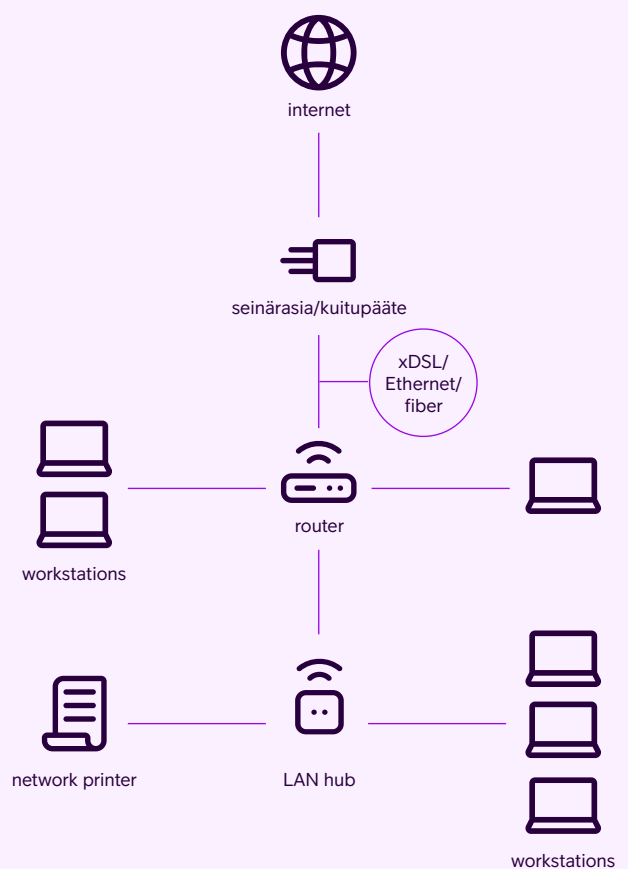 internet
seinärasia/kuitupääte
xDSL/
Ethernet/
fiber
router
workstations
network printer
LAN hub
workstations